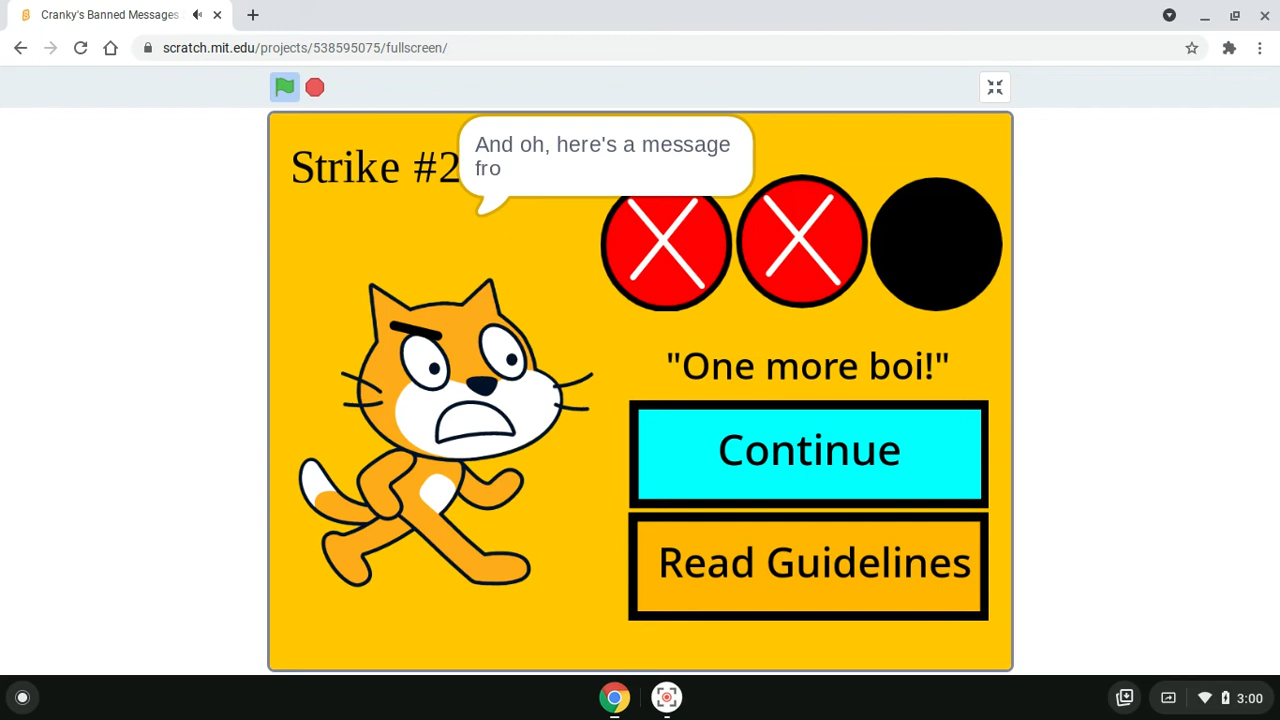 Cranky's Banned Messages
scratch.mit.edu/projects/538595075/fullscreen/
And oh, here's a message
fro
Strike #2
"One more boi!"
Continue
Read Guidelines
3:00